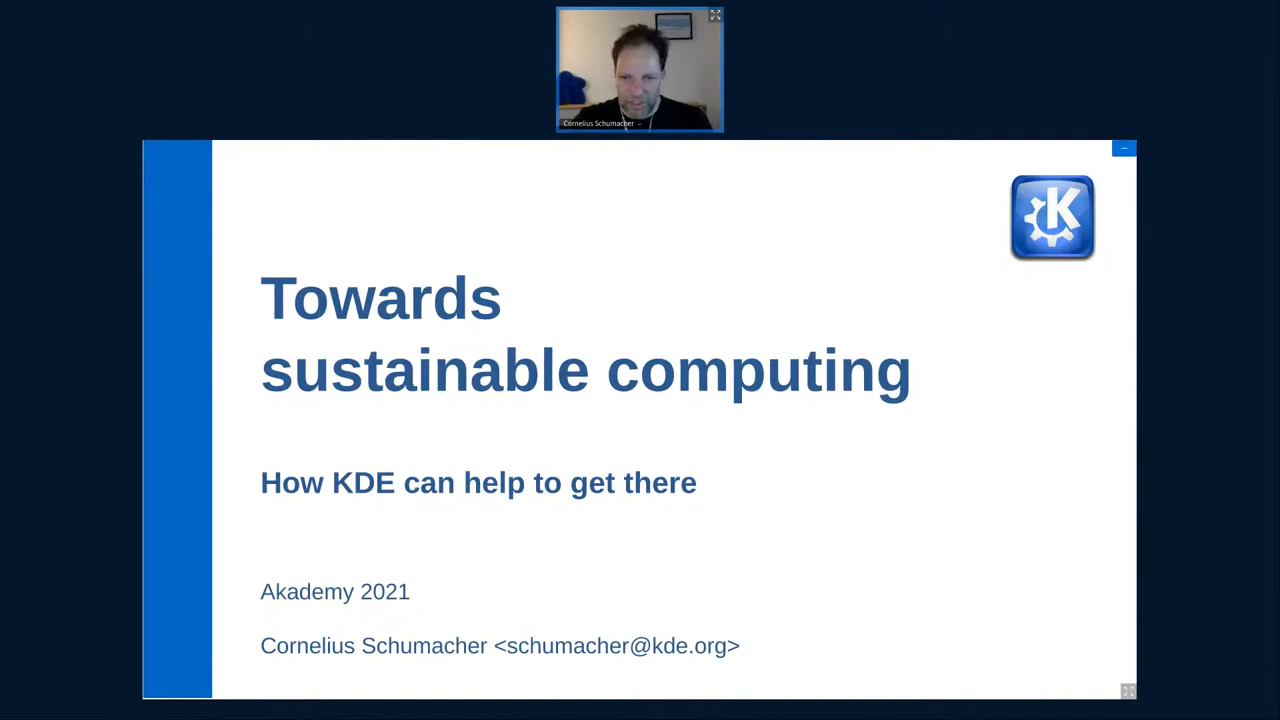 Cornelius Schumacher
K
Towards
sustainable computing
How KDE can help to get there
Akademy 2021
Cornelius Schumacher <schumacher@kde.org>